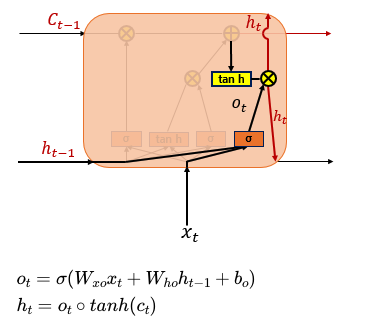 C_{t-1}
h_t
tan h
o_t
h_t
σ
tan h
σ
σ
h_{t-1}
x_t
o_t = σ(W_{xo}x_t + W_{ho}h_{t-1} + b_o)
h_t = o_t ∘ tanh(c_t)